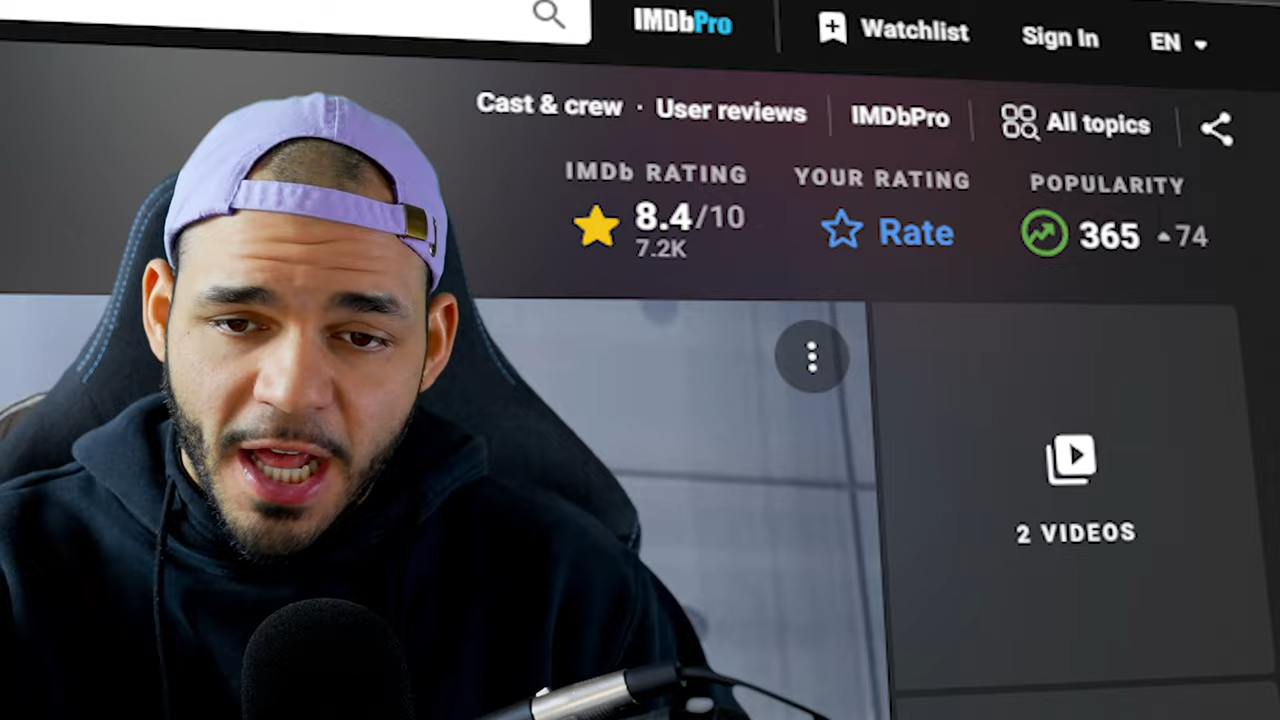 IMDbPro
Watchlist
Sign In
EN
Cast & crew · User reviews
IMDbPro
All topics
IMDb RATING
8.4/10
7.2K
YOUR RATING
Rate
POPULARITY
365
74
2 VIDEOS